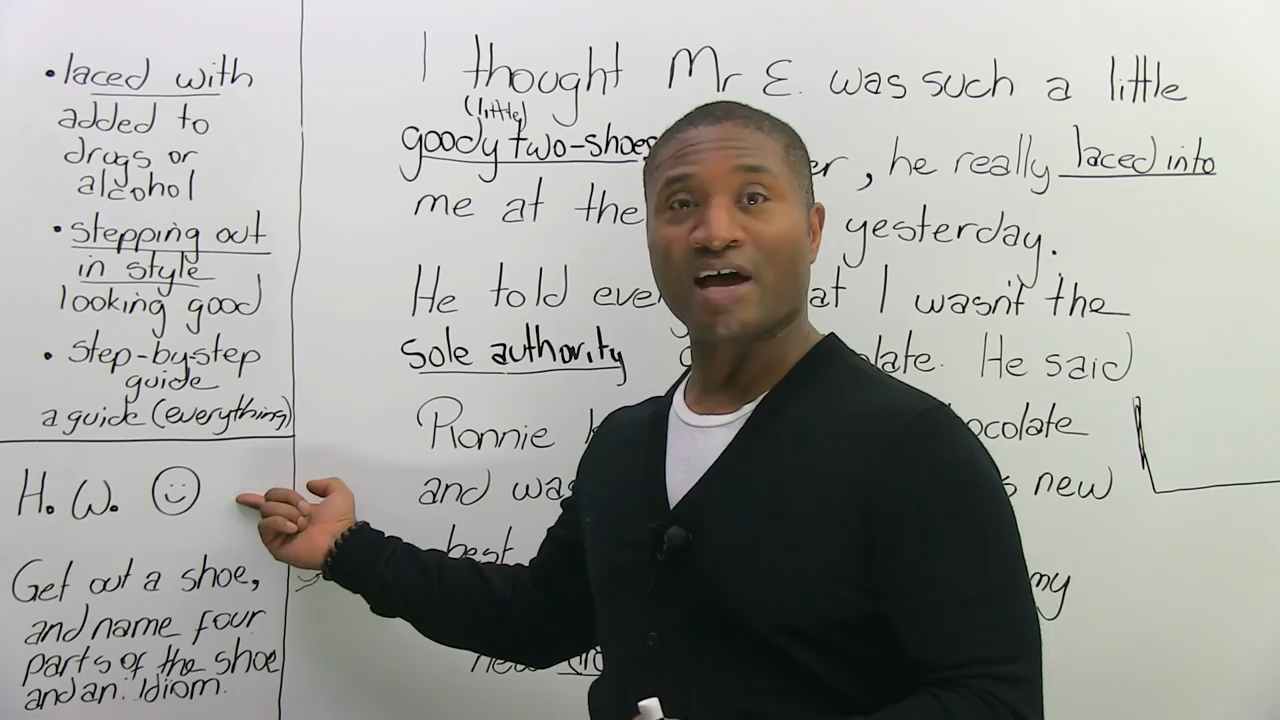 • laced with
added to
drugs or
alcohol
• stepping out
in style
looking good
• step-by-step
guide
a guide (everything)
H. W.
Get out a shoe,
and name four
parts of the shoe
and an idiom.
I thought Mr E. was such a little
(little)
goody two-shoes er, he really laced into
me at the yesterday.
He told eve at I wasn't the
sole authority late. He said
Ronnie ocolate
and was s new
best my
new